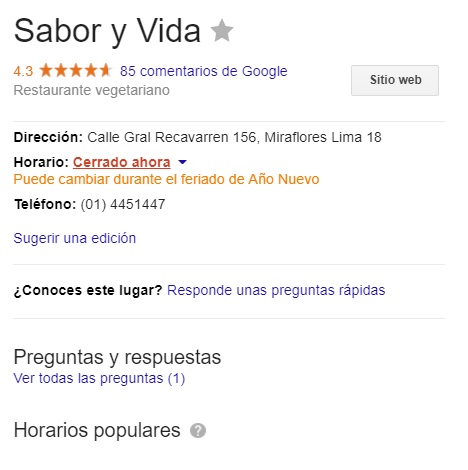 Sabor y Vida
4.3 85 comentarios de Google
Sitio web
Restaurante vegetariano
Dirección: Calle Gral Recavarren 156, Miraflores Lima 18
Horario: Cerrado ahora
Puede cambiar durante el feriado de Año Nuevo
Teléfono: (01) 4451447
Sugerir una edición
¿Conoces este lugar? Responde unas preguntas rápidas
Preguntas y respuestas
Ver todas las preguntas (1)
Horarios populares ?